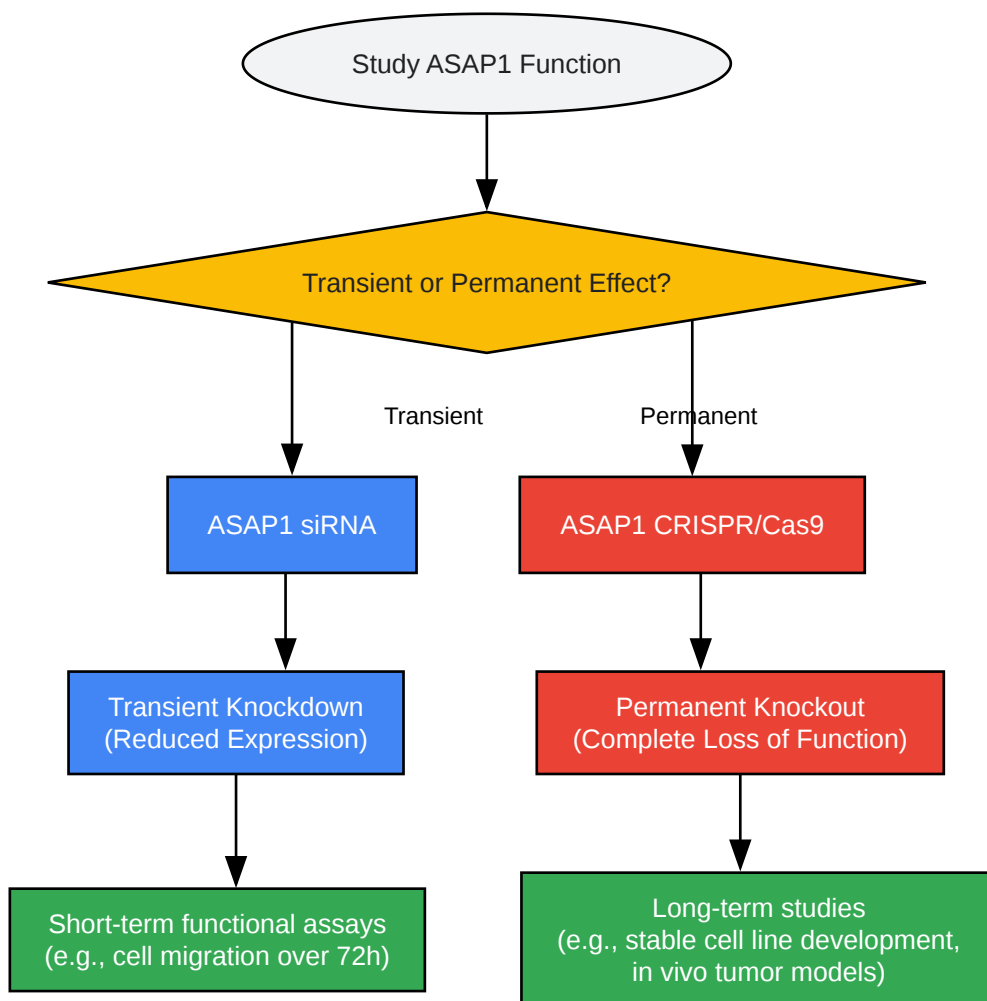 Study ASAP1 Function
Transient or Permanent Effect?
Transient
Permanent
ASAP1 siRNA
ASAP1 CRISPR/Cas9
Transient Knockdown
(Reduced Expression)
Permanent Knockout
(Complete Loss of Function)
Short-term functional assays
(e.g., cell migration over 72h)
Long-term studies
(e.g., stable cell line development,
in vivo tumor models)